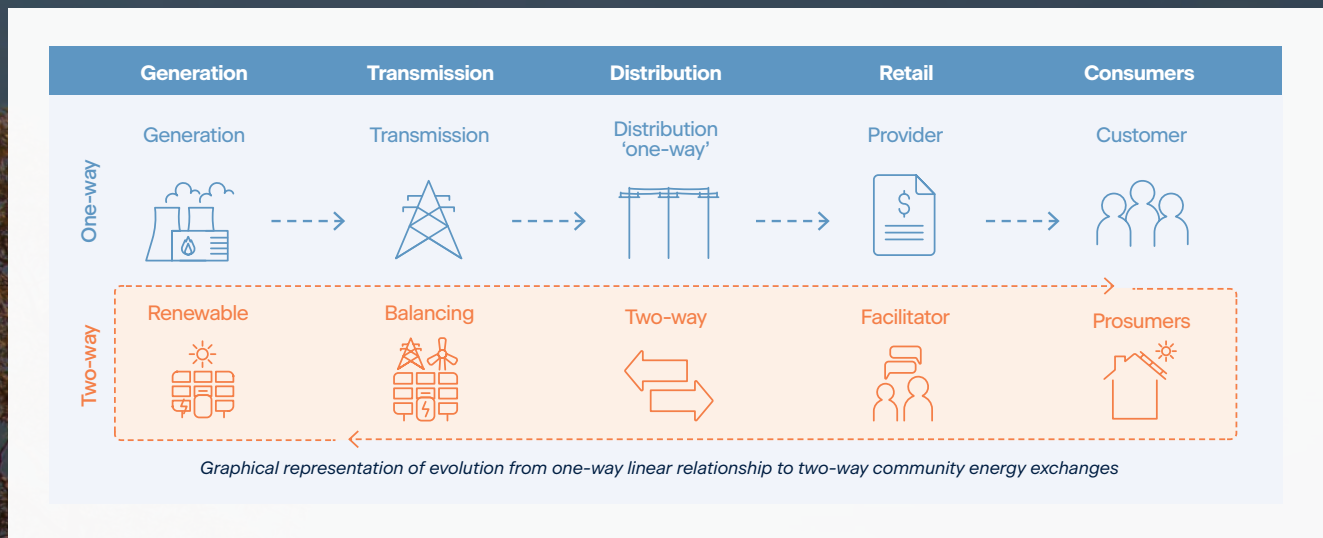 Generation
Transmission
Distribution
Retail
Consumers
One-way
Generation
Transmission
Distribution
‘one-way’
Provider
$
Customer
Two-way
Renewable
Balancing
Two-way
Facilitator
Prosumers
Graphical representation of evolution from one-way linear relationship to two-way community energy exchanges